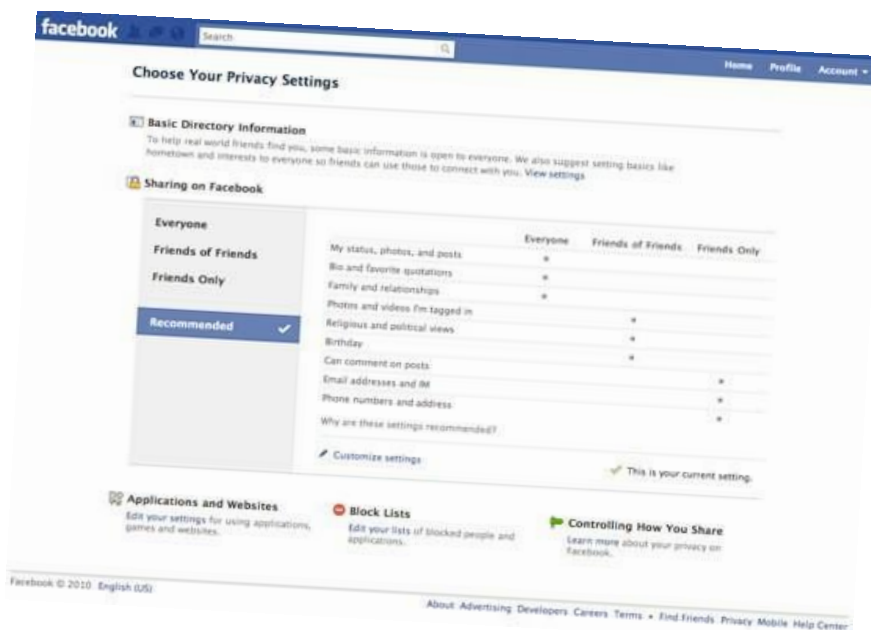 facebook
Search
Home Profile Account
Choose Your Privacy Settings
Basic Directory Information
To help real world friends find you, some basic information is open to everyone. We also suggest setting basics like
hometown and interests to everyone so friends can use those to connect with you. View settings
Sharing on Facebook
Everyone
Friends of Friends
Friends Only
Recommended
Everyone Friends of Friends Friends Only
My status, photos, and posts
Bio and favorite quotations
Family and relationships
Photos and videos I'm tagged in
Religious and political views
Birthday
Can comment on posts
Email addresses and IM
Phone numbers and address
Why are these settings recommended?
Customize settings
This is your current setting.
Applications and Websites
Edit your settings for using applications,
games and websites.
Block Lists
Edit your lists of blocked people and
applications.
Controlling How You Share
Learn more about your privacy on
Facebook.
Facebook © 2010 English (US)
About Advertising Developers Careers Terms • Find Friends Privacy Mobile Help Center